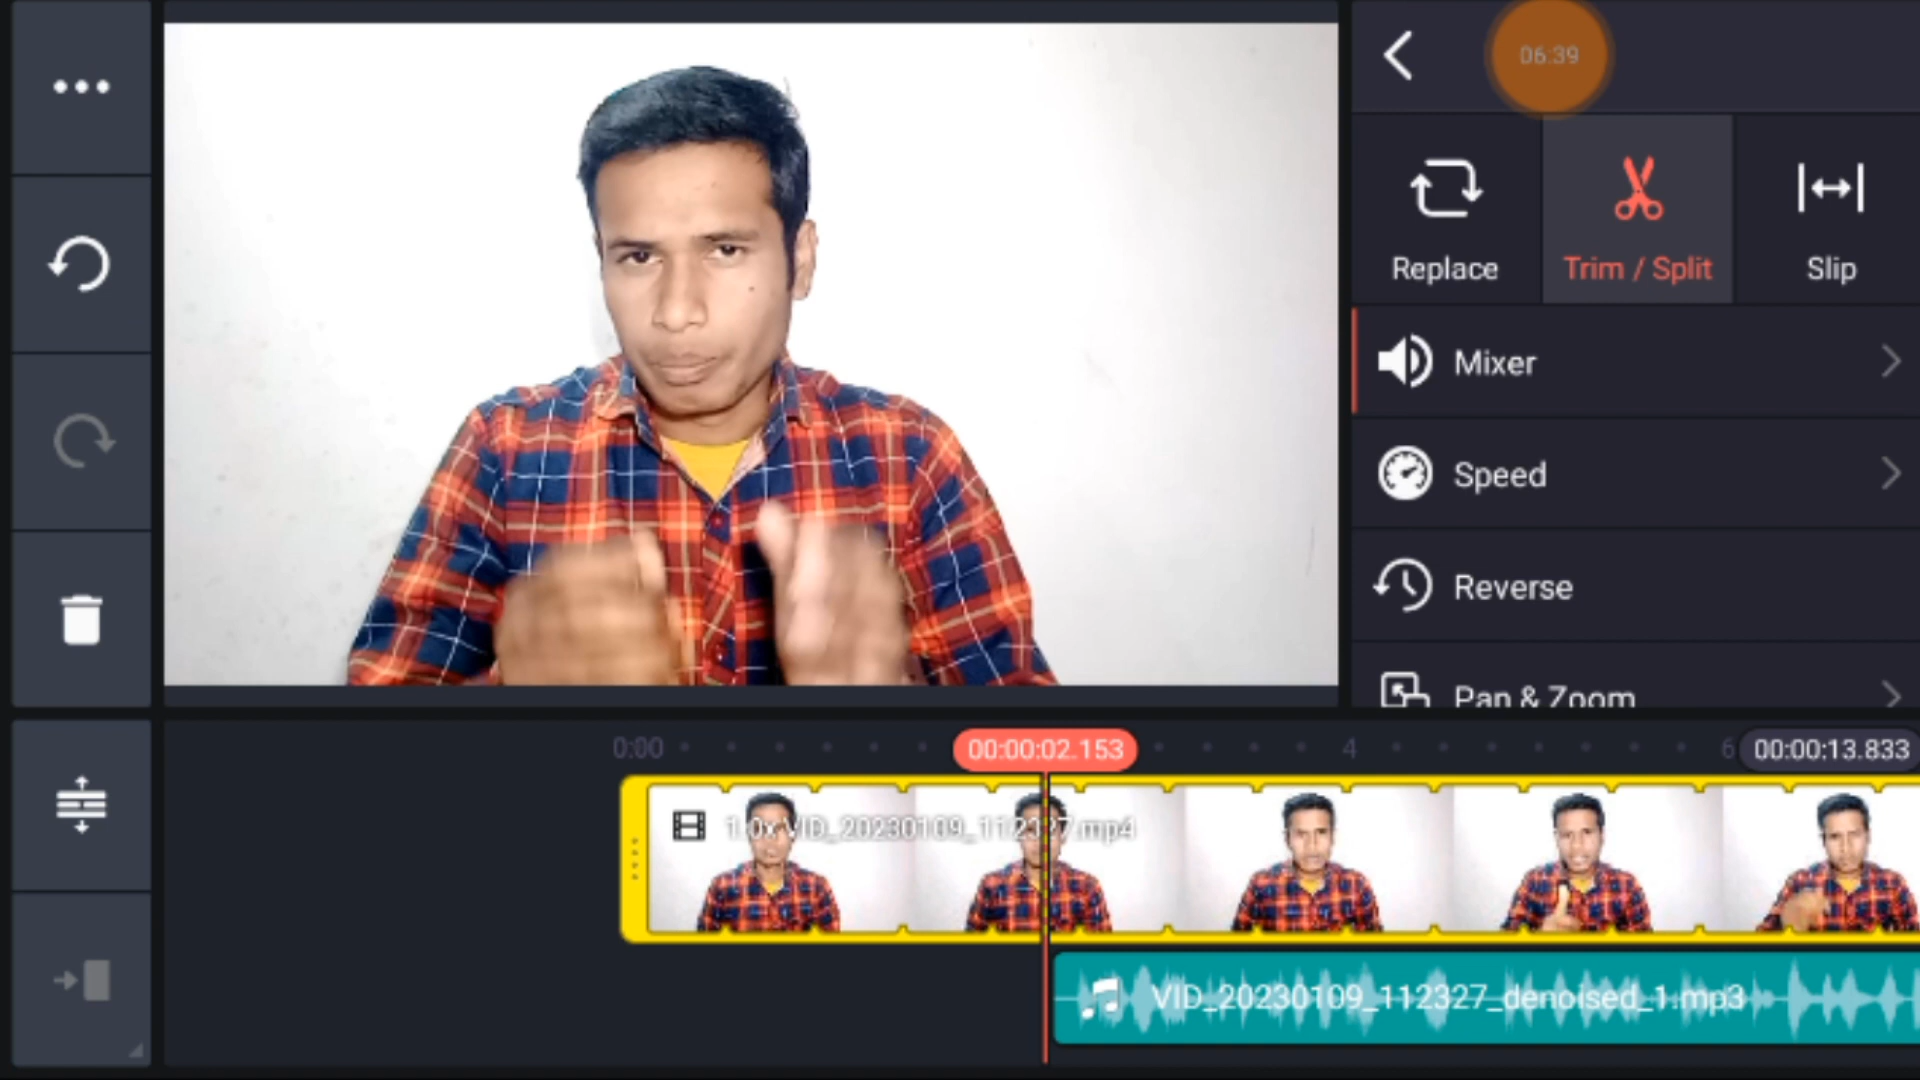 06:39
Replace
Trim / Split
Slip
Mixer
Speed
Reverse
Pan & Zoom
0:00
00:00:02.153
4
6
00:00:13.833
1.0x VID_20230109_112327.mp4
VID_20230109_112327_denoised_1.mp3